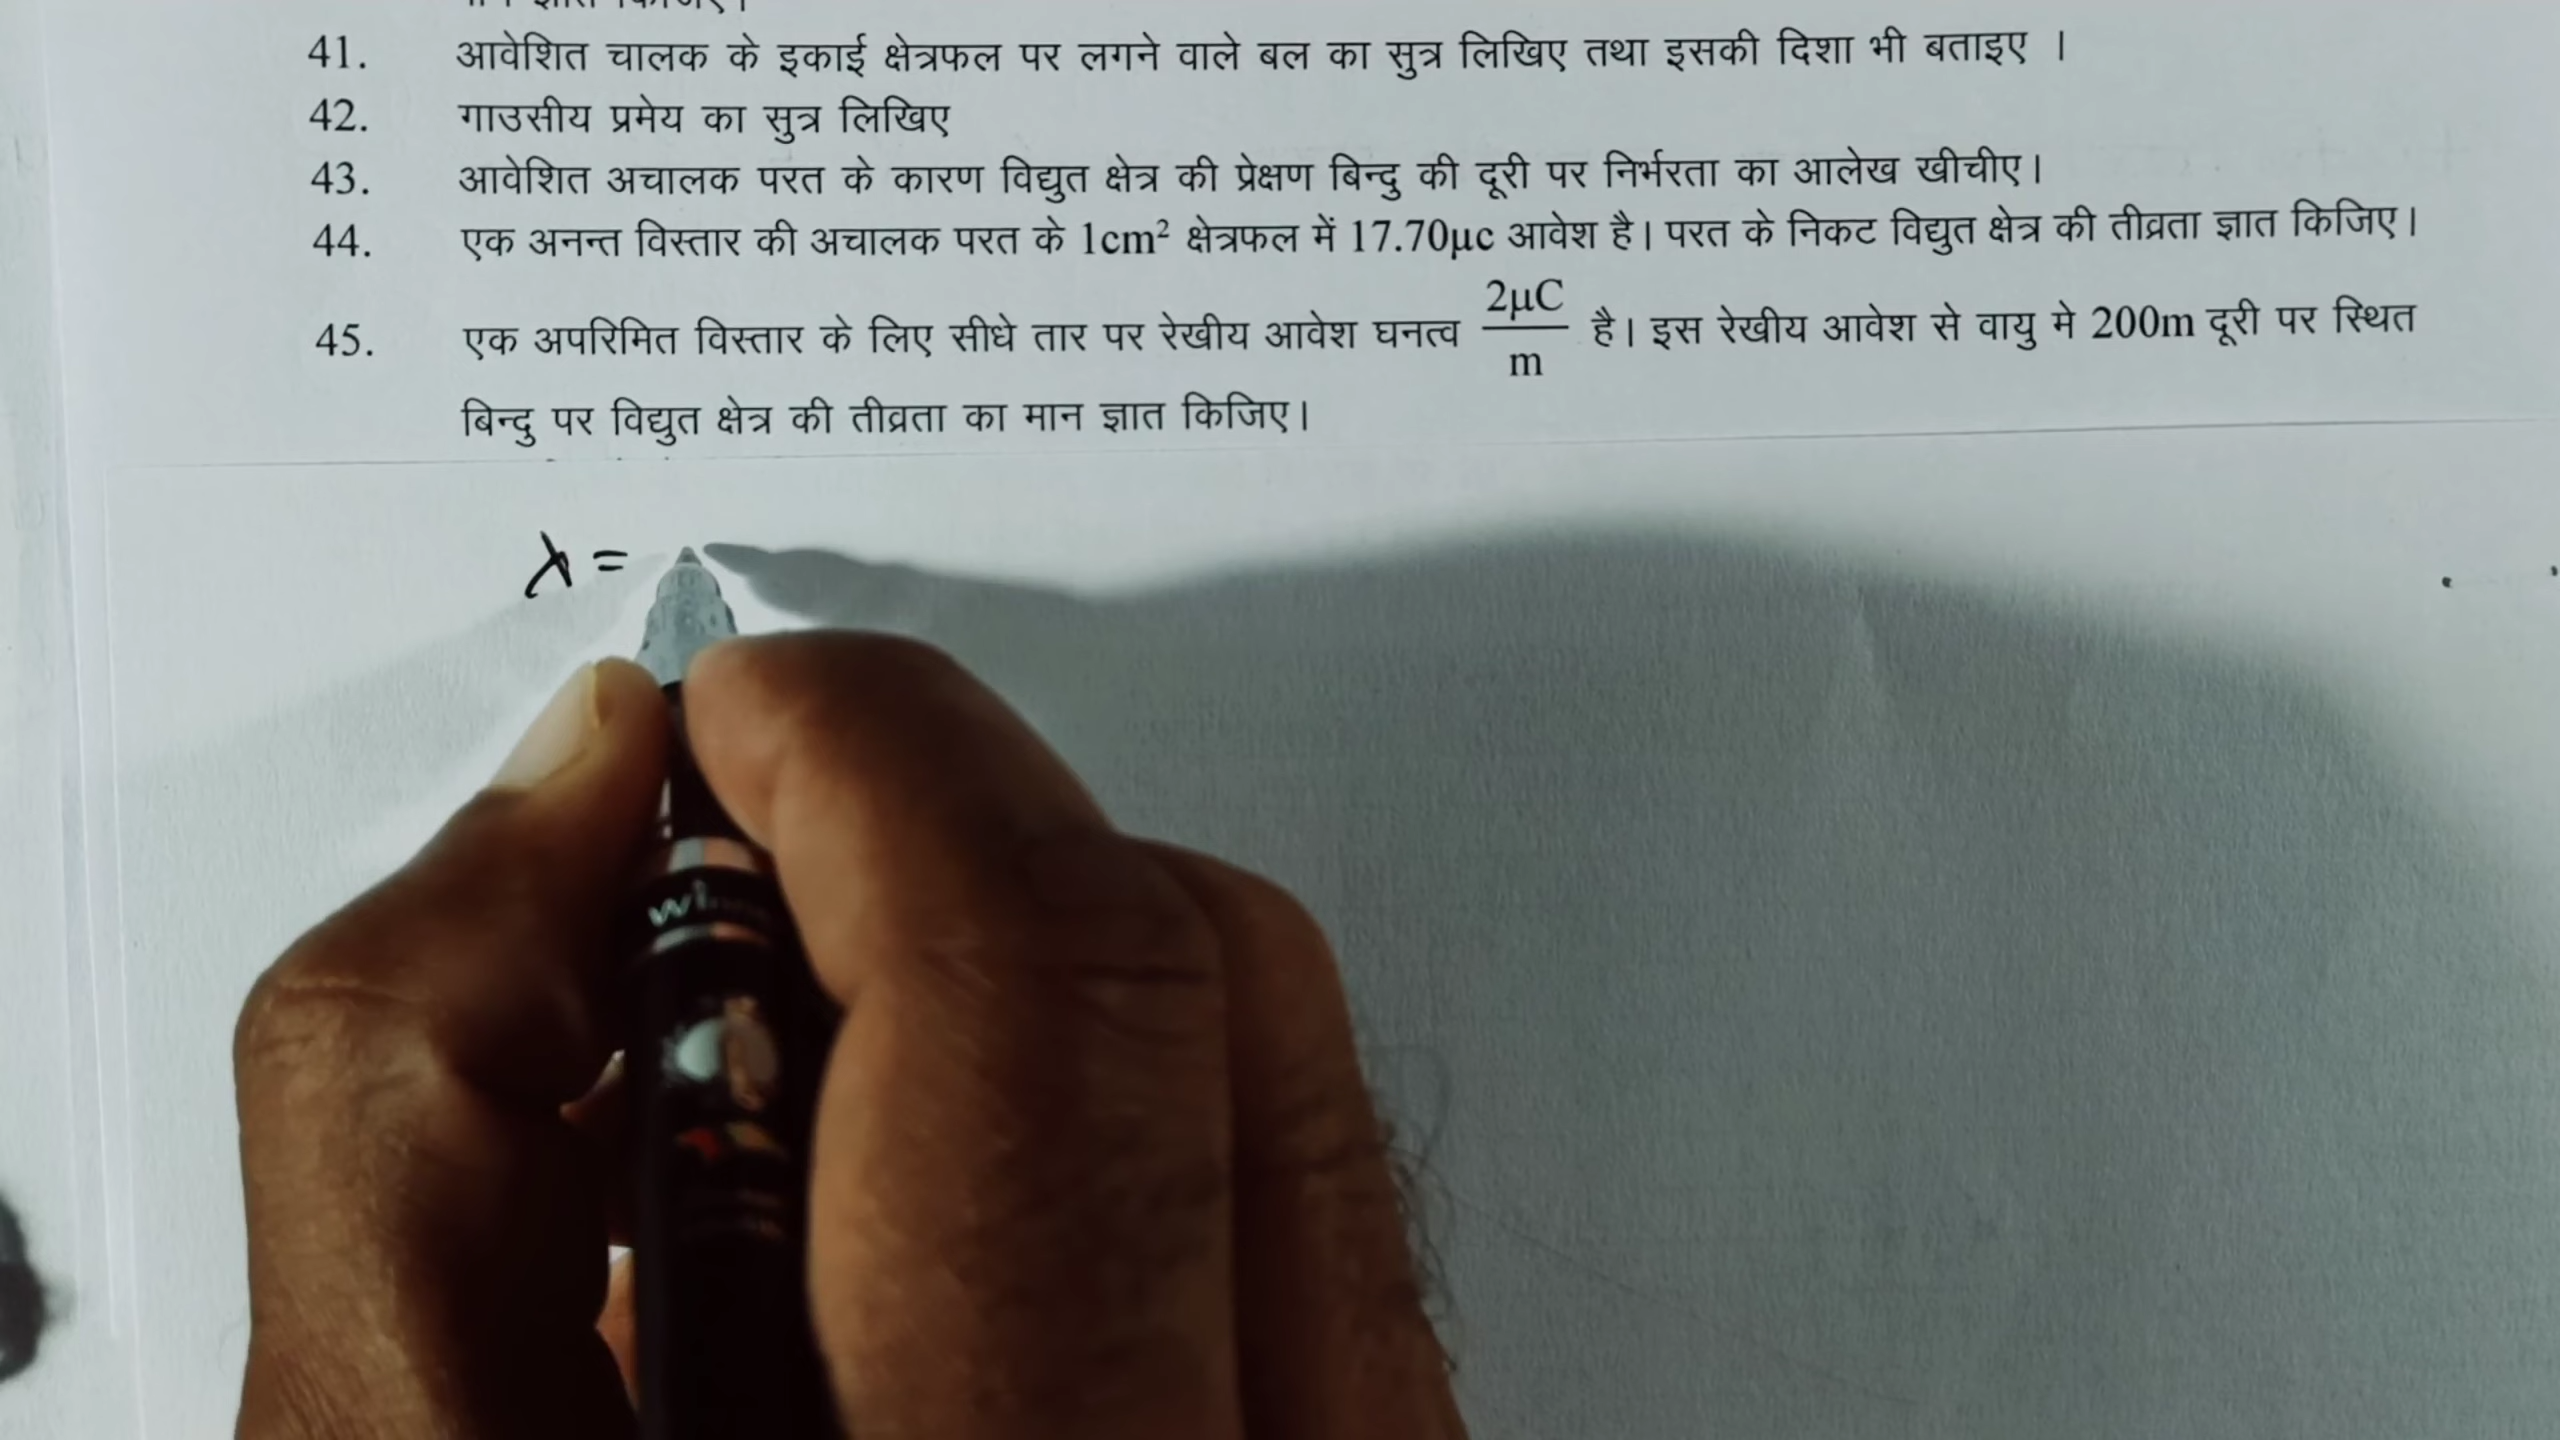 41. आवेशित चालक के इकाई क्षेत्रफल पर लगने वाले बल का सुत्र लिखिए तथा इसकी दिशा भी बताइए ।
42. गाउसीय प्रमेय का सुत्र लिखिए
43. आवेशित अचालक परत के कारण विद्युत क्षेत्र की प्रेक्षण बिन्दु की दूरी पर निर्भरता का आलेख खीचीए।
44. एक अनन्त विस्तार की अचालक परत के 1cm² क्षेत्रफल में 17.70μc आवेश है। परत के निकट विद्युत क्षेत्र की तीव्रता ज्ञात किजिए।
45. एक अपरिमित विस्तार के लिए सीधे तार पर रेखीय आवेश घनत्व 2μC/m है। इस रेखीय आवेश से वायु मे 200m दूरी पर स्थित
बिन्दु पर विद्युत क्षेत्र की तीव्रता का मान ज्ञात किजिए।
λ =